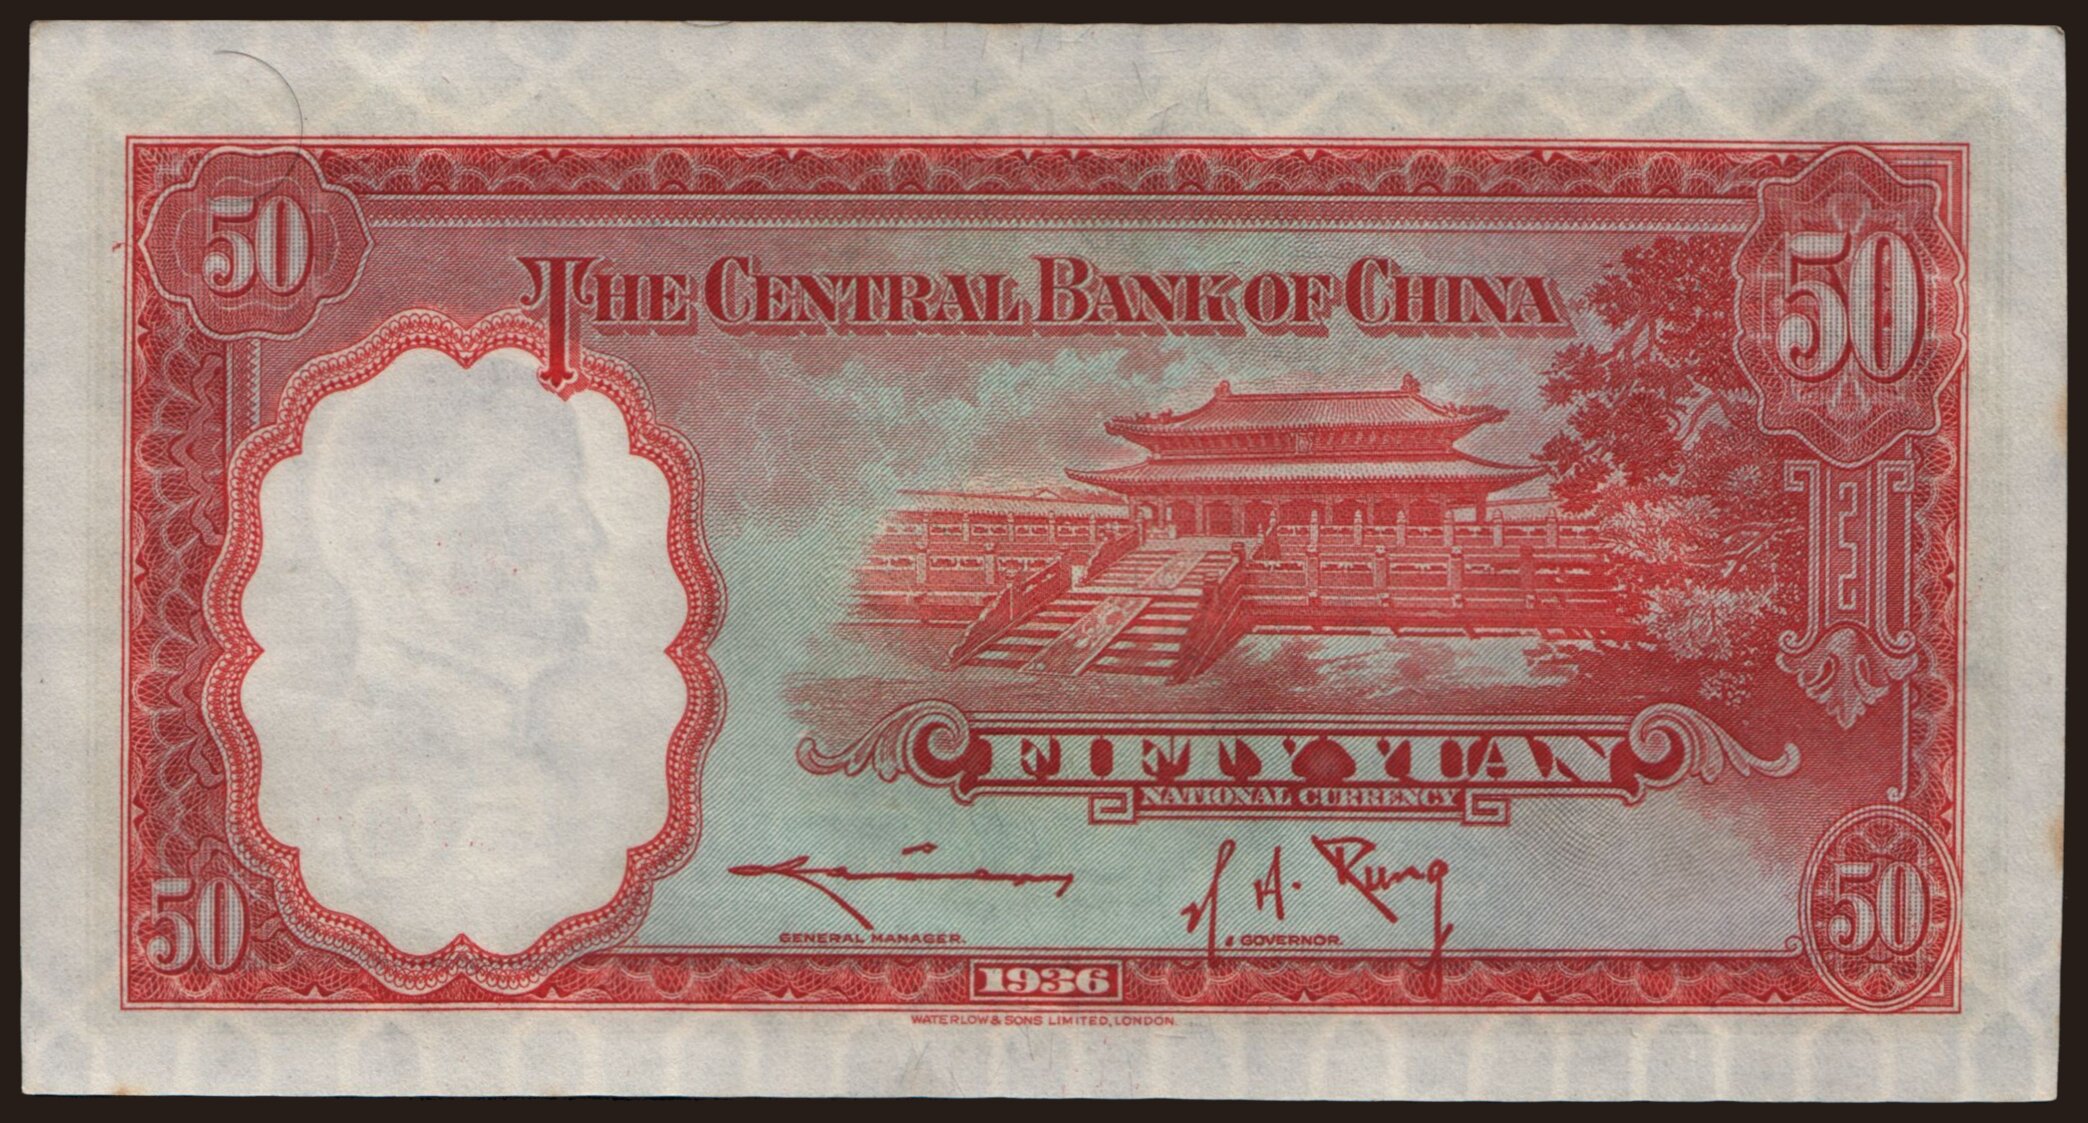 50
50
THE CENTRAL BANK OF CHINA
FIFTY YUAN
NATIONAL CURRENCY
H. H. Kung
GENERAL MANAGER.
GOVERNOR.
50
50
1936
WATERLOW & SONS LIMITED, LONDON.